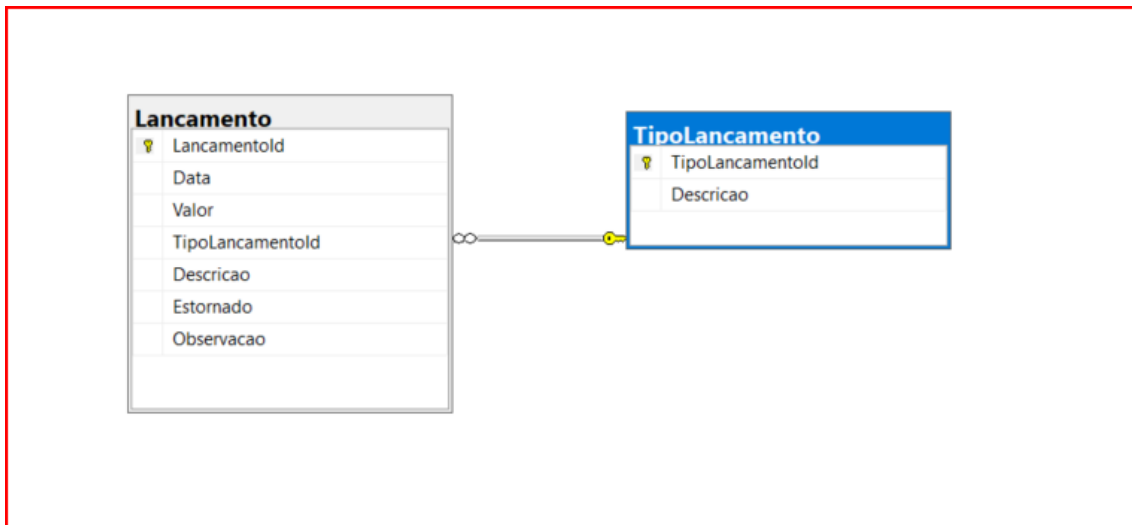 Lancamento
LancamentoId
Data
Valor
TipoLancamentoId
Descricao
Estornado
Observacao
TipoLancamento
TipoLancamentoId
Descricao